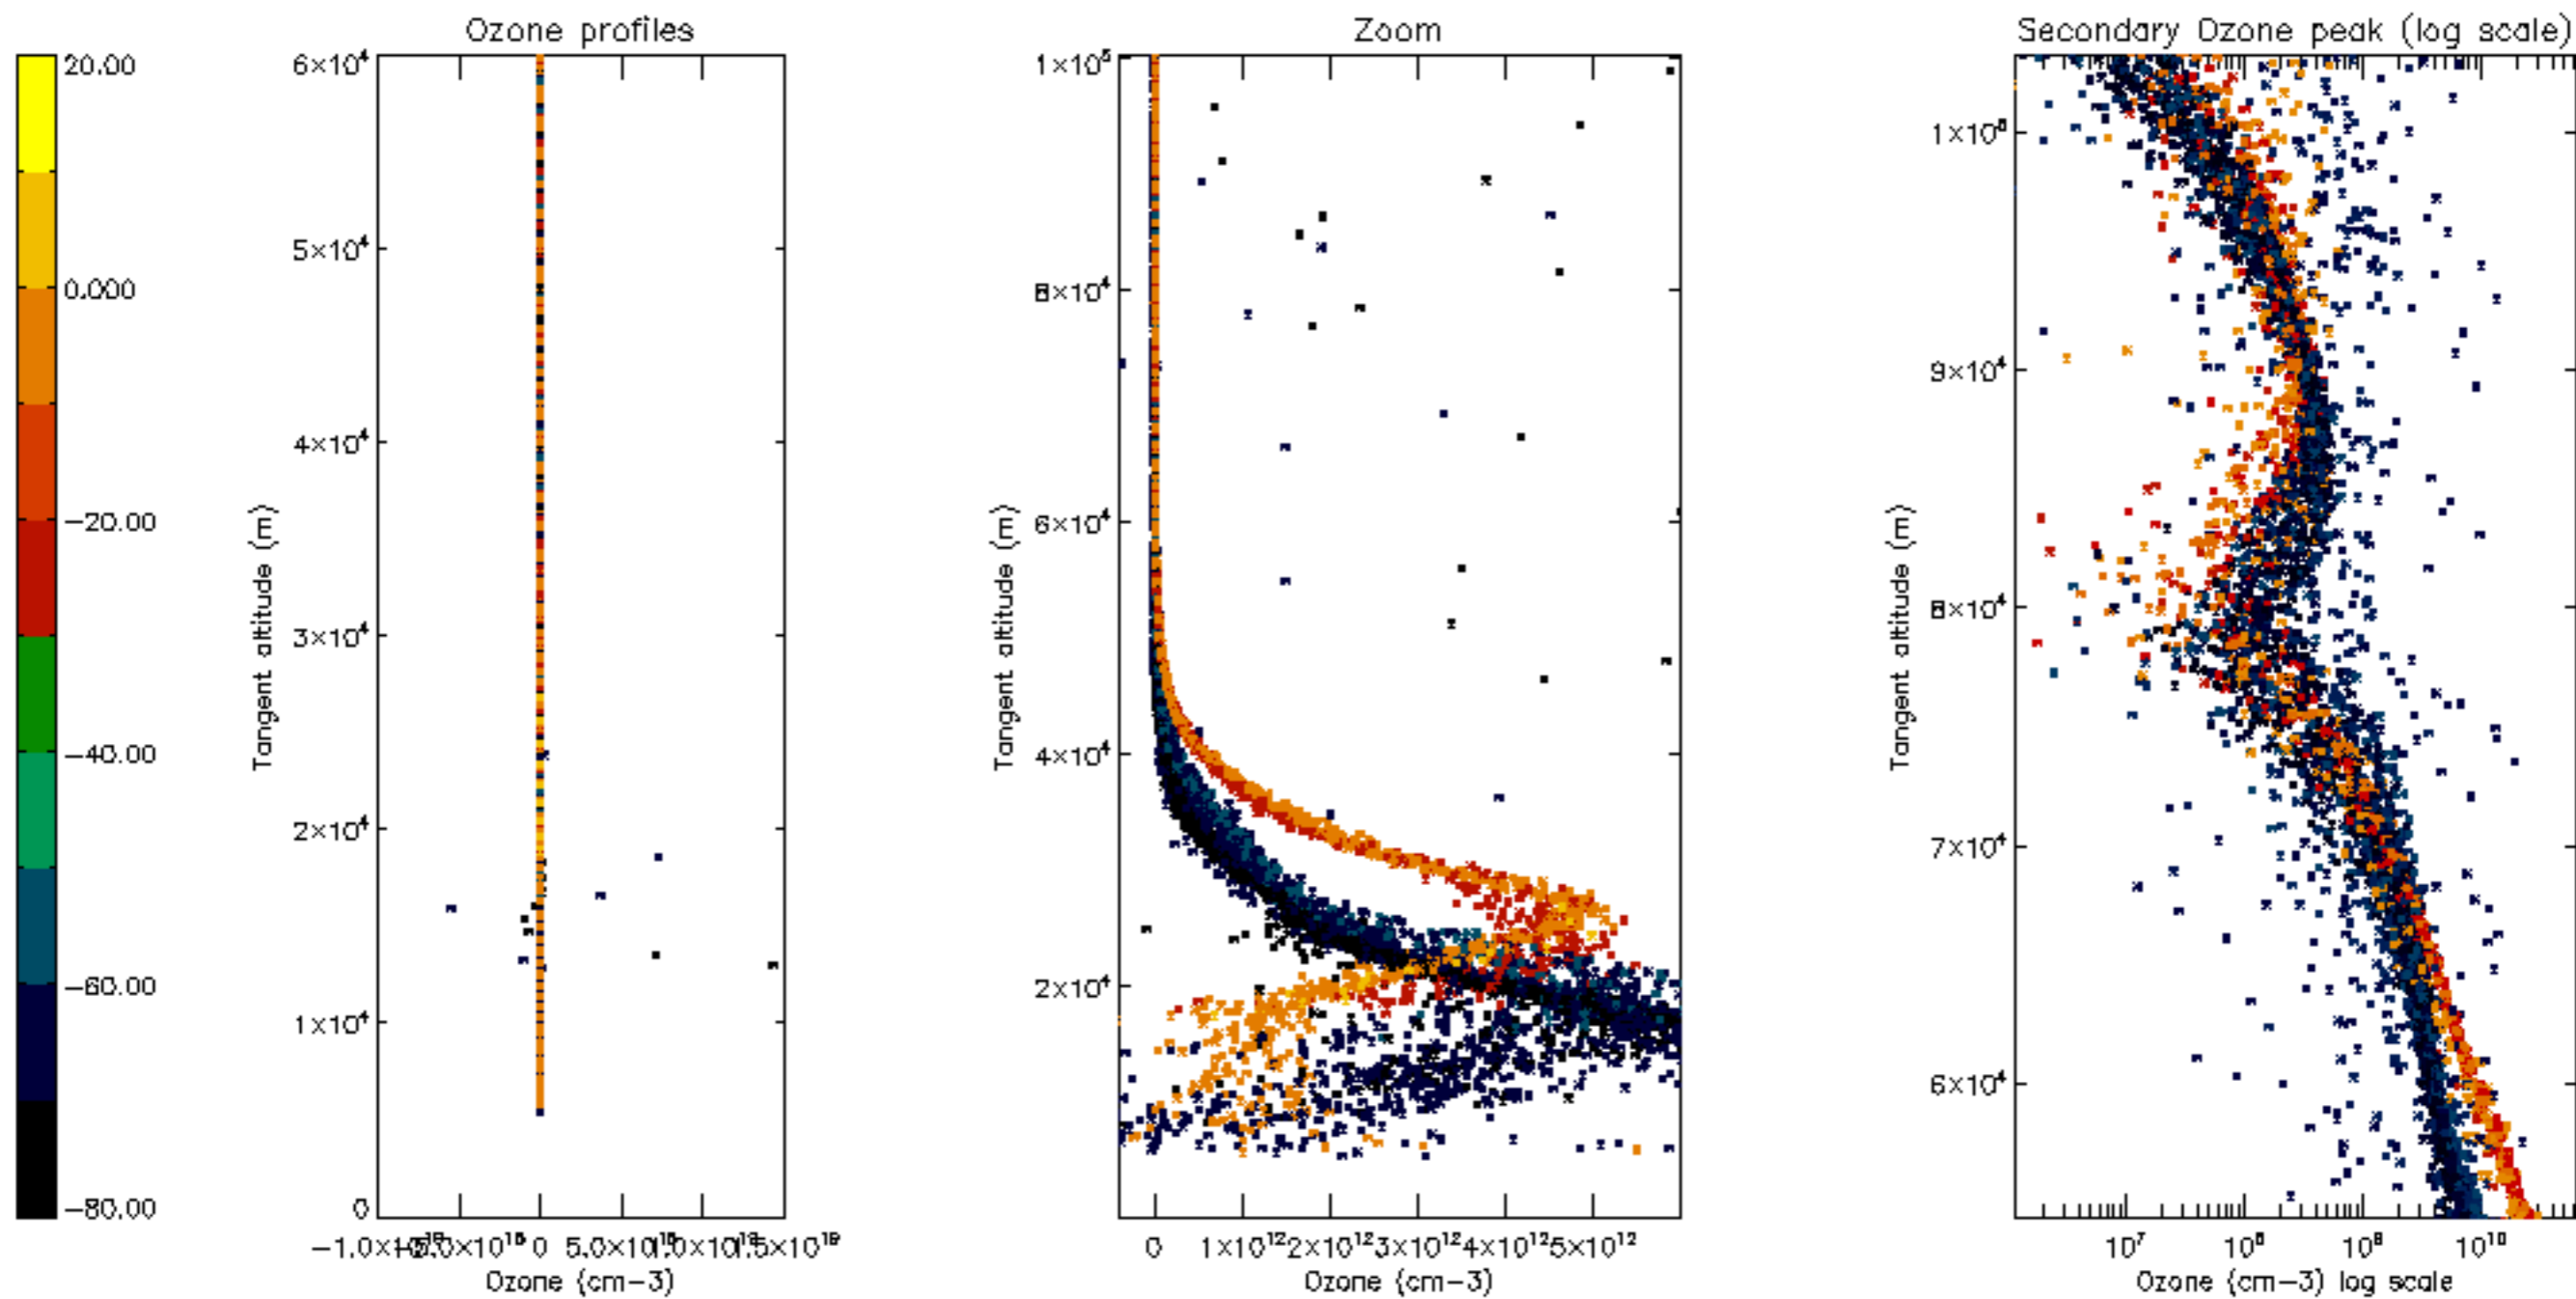 Ozone profiles
Zoom
Secondary Ozone peak (log scale)
20.00
0.000
−20.00
−40.00
−60.00
−80.00
6×10⁴
5×10⁴
4×10⁴
3×10⁴
2×10⁴
1×10⁴
0
Tangent altitude (m)
0
Ozone (cm−3)
1×10⁵
8×10⁴
6×10⁴
4×10⁴
2×10⁴
Tangent altitude (m)
0 1×10¹² 2×10¹² 3×10¹² 4×10¹² 5×10¹²
Ozone (cm−3)
9×10⁴
8×10⁴
7×10⁴
6×10⁴
Tangent altitude (m)
10⁷ 10⁸ 10⁹ 10¹⁰
Ozone (cm−3) log scale